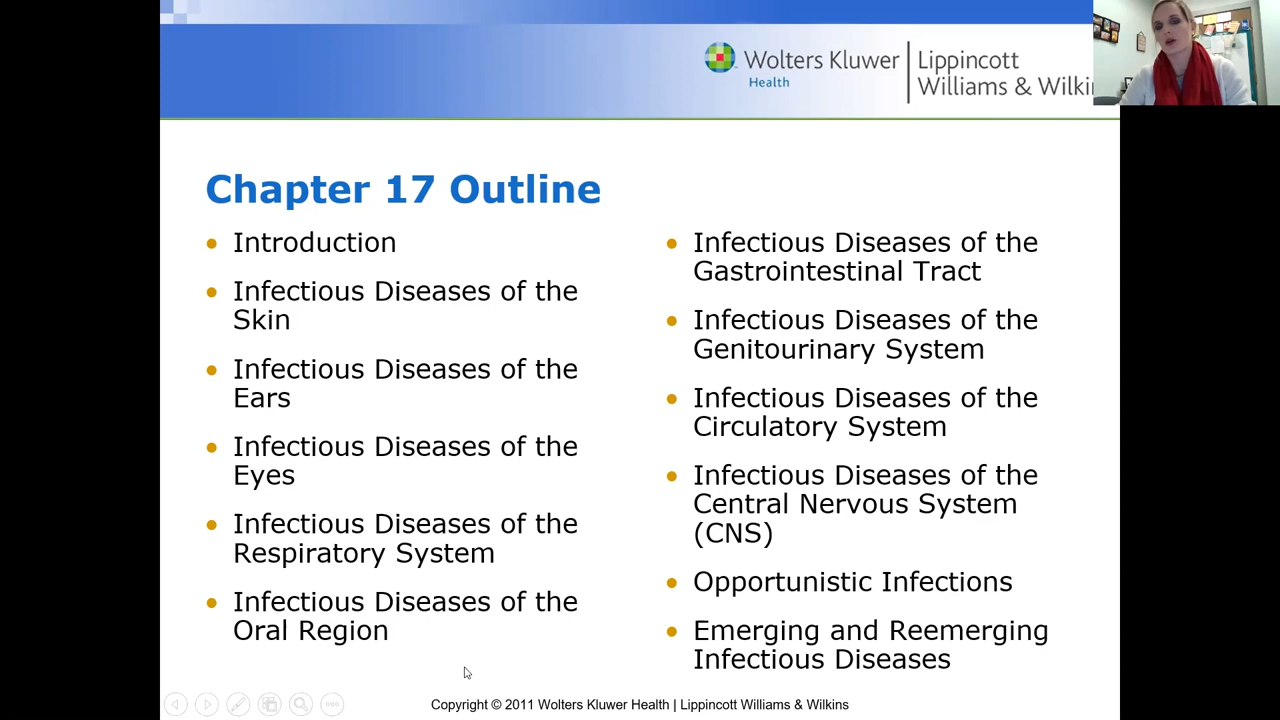 Wolters Kluwer
Health
Lippincott
Williams & Wilki
Chapter 17 Outline
• Introduction
• Infectious Diseases of the
Skin
• Infectious Diseases of the
Ears
• Infectious Diseases of the
Eyes
• Infectious Diseases of the
Respiratory System
• Infectious Diseases of the
Oral Region
• Infectious Diseases of the
Gastrointestinal Tract
• Infectious Diseases of the
Genitourinary System
• Infectious Diseases of the
Circulatory System
• Infectious Diseases of the
Central Nervous System
(CNS)
• Opportunistic Infections
• Emerging and Reemerging
Infectious Diseases
Copyright © 2011 Wolters Kluwer Health | Lippincott Williams & Wilkins